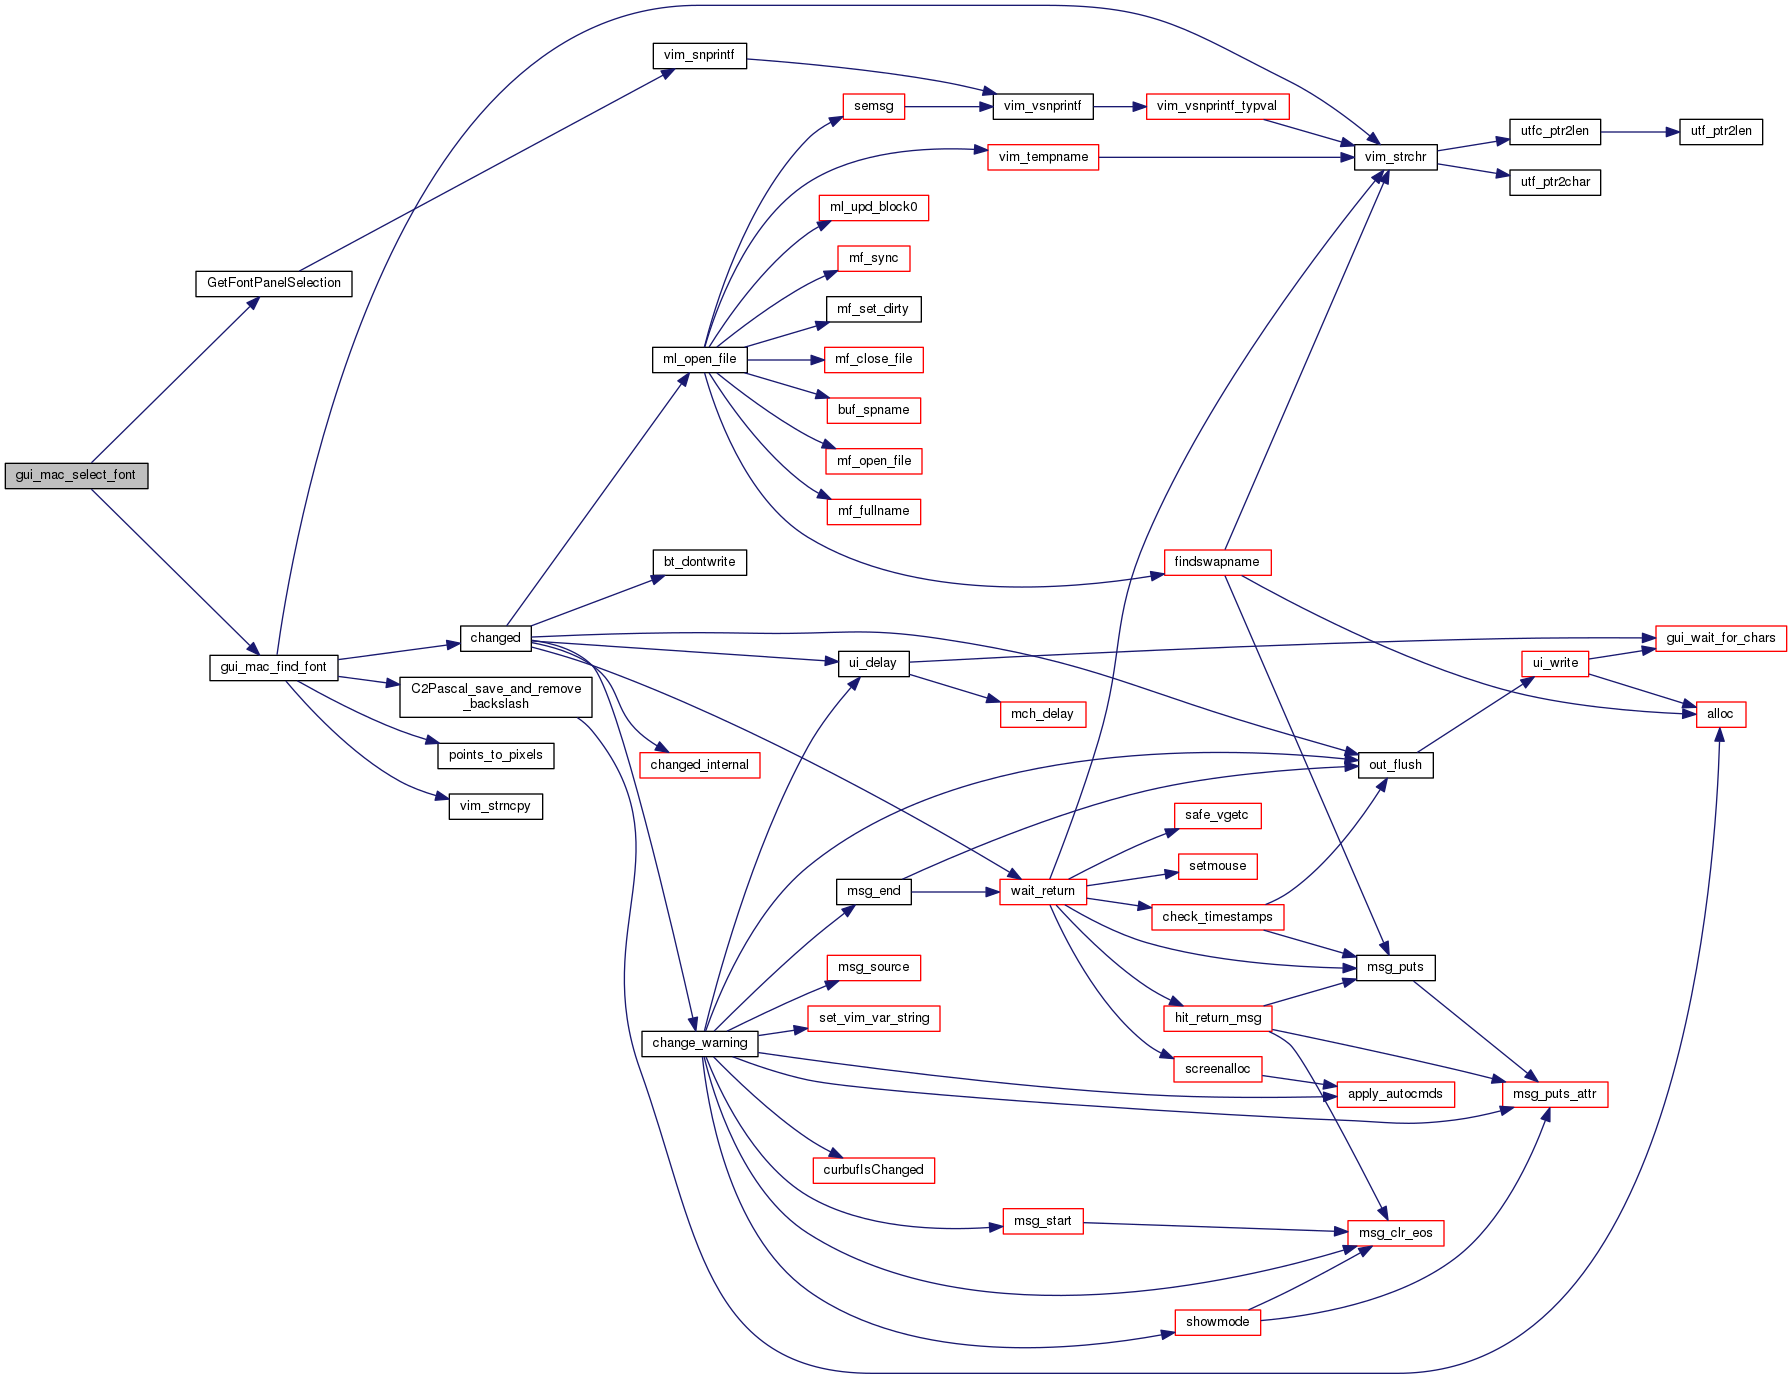 vim_snprintf
semsg
vim_vsnprintf
vim_vsnprintf_typval
utfc_ptr2len
utf_ptr2len
vim_tempname
vim_strchr
utf_ptr2char
ml_upd_block0
mf_sync
GetFontPanelSelection
mf_set_dirty
ml_open_file
mf_close_file
buf_spname
mf_open_file
gui_mac_select_font
mf_fullname
bt_dontwrite
findswapname
changed
gui_wait_for_chars
gui_mac_find_font
ui_delay
ui_write
C2Pascal_save_and_remove
_backslash
mch_delay
alloc
points_to_pixels
changed_internal
out_flush
vim_strncpy
safe_vgetc
setmouse
msg_end
wait_return
check_timestamps
msg_source
msg_puts
set_vim_var_string
hit_return_msg
change_warning
screenalloc
apply_autocmds
msg_puts_attr
curbufIsChanged
msg_start
msg_clr_eos
showmode